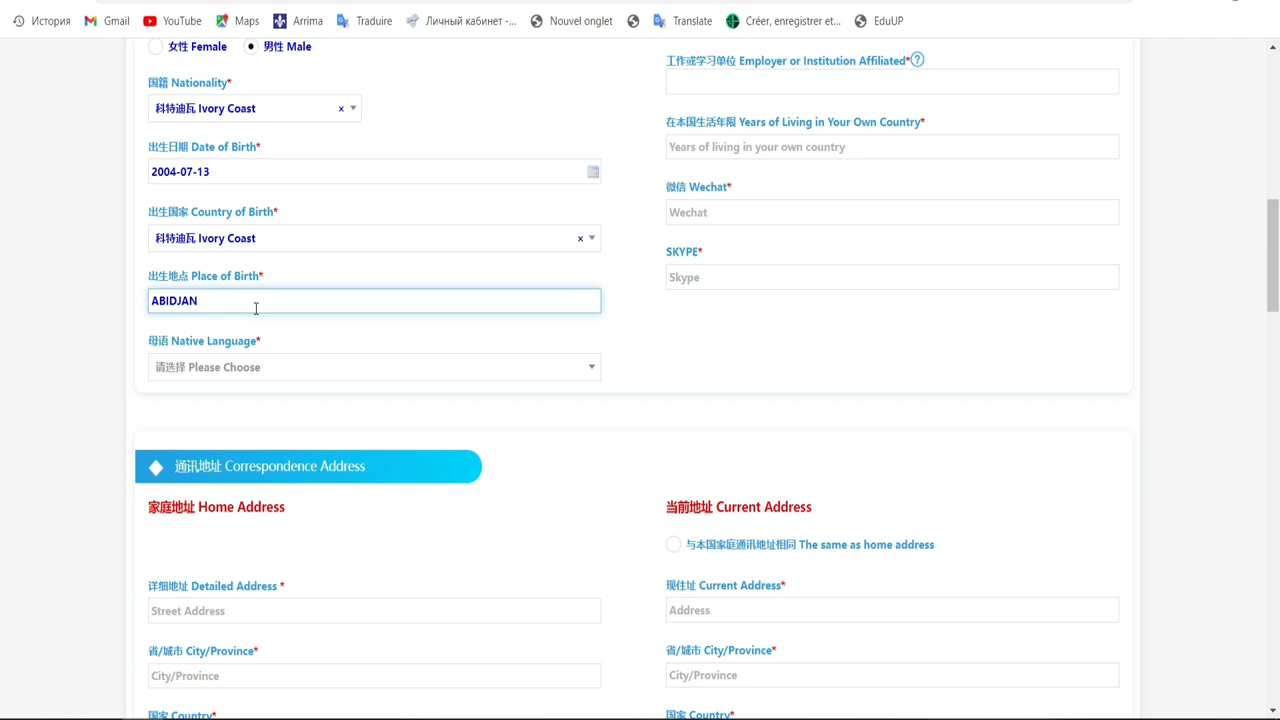 История Gmail YouTube Maps Arrima Traduire Личный кабинет -... Nouvel onglet Translate Créer, enregistrer et... EduUP
女性 Female 男性 Male
国籍 Nationality*
科特迪瓦 Ivory Coast ×
出生日期 Date of Birth*
2004-07-13
出生国家 Country of Birth*
科特迪瓦 Ivory Coast ×
出生地点 Place of Birth*
ABIDJAN
母语 Native Language*
请选择 Please Choose
工作或学习单位 Employer or Institution Affiliated* ?
在本国生活年限 Years of Living in Your Own Country*
Years of living in your own country
微信 Wechat*
Wechat
SKYPE*
Skype
通讯地址 Correspondence Address
家庭地址 Home Address
详细地址 Detailed Address *
Street Address
省/城市 City/Province*
City/Province
国家 Country*
当前地址 Current Address
与本国家庭通讯地址相同 The same as home address
现住址 Current Address*
Address
省/城市 City/Province*
City/Province
国家 Country*